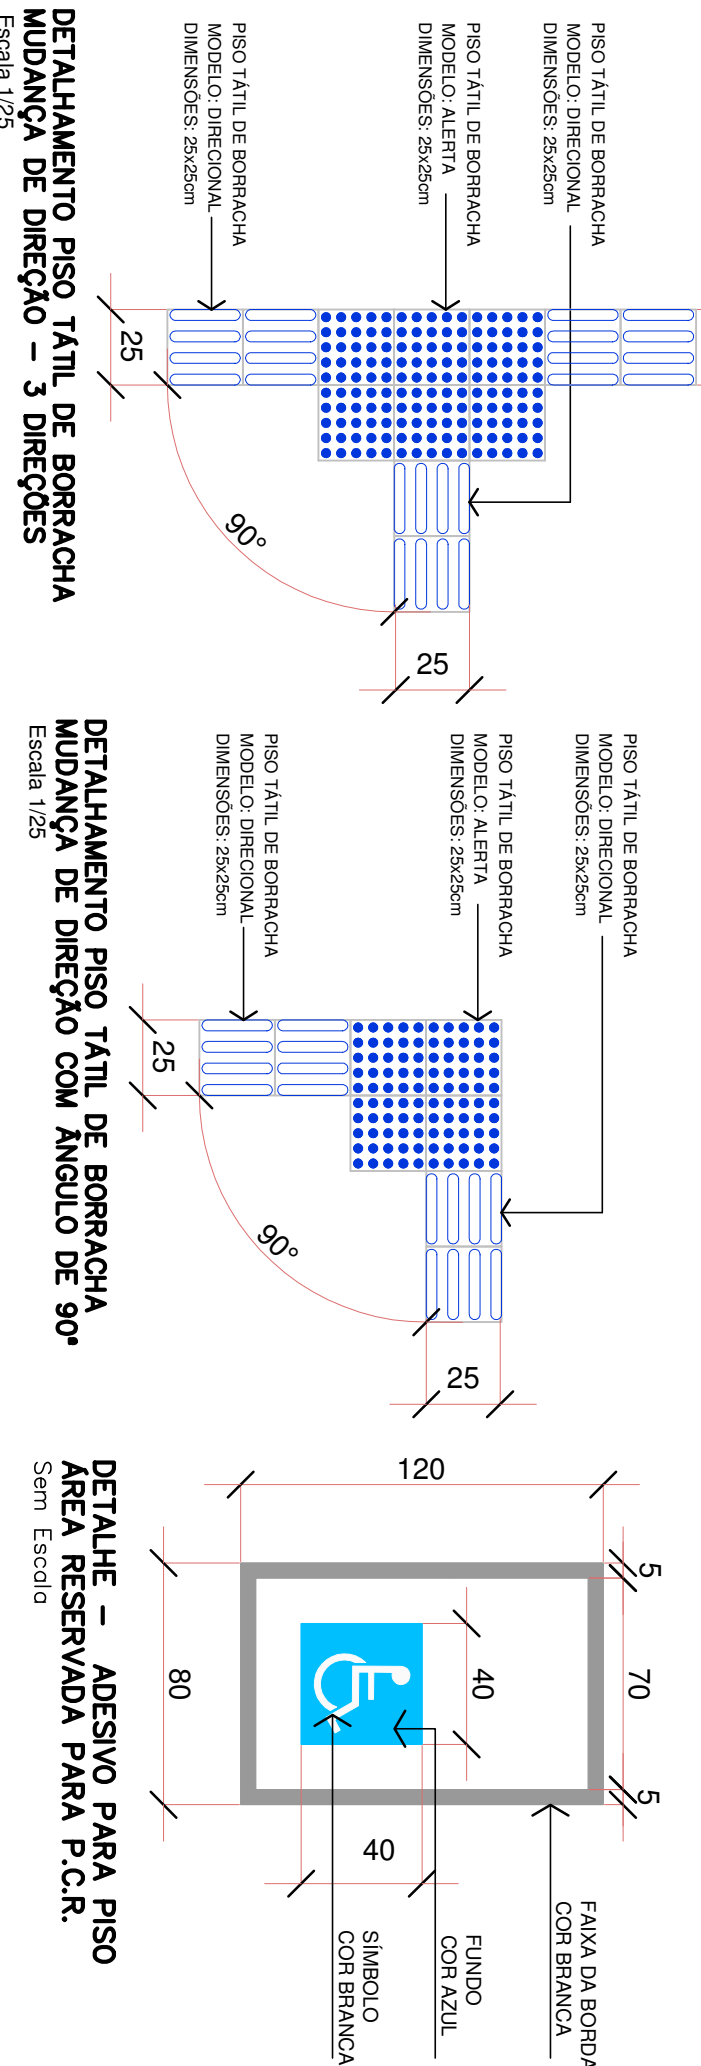 PISO TÁTIL DE BORRACHA
MODELO: DIRECIONAL
DIMENSÕES: 25x25cm
PISO TÁTIL DE BORRACHA
MODELO: ALERTA
DIMENSÕES: 25x25cm
PISO TÁTIL DE BORRACHA
MODELO: DIRECIONAL
DIMENSÕES: 25x25cm
25
90°
25
DETALHAMENTO PISO TÁTIL DE BORRACHA
MUDANÇA DE DIREÇÃO - 3 DIREÇÕES
Escala 1/25
PISO TÁTIL DE BORRACHA
MODELO: DIRECIONAL
DIMENSÕES: 25x25cm
PISO TÁTIL DE BORRACHA
MODELO: ALERTA
DIMENSÕES: 25x25cm
PISO TÁTIL DE BORRACHA
MODELO: DIRECIONAL
DIMENSÕES: 25x25cm
25
90°
25
DETALHAMENTO PISO TÁTIL DE BORRACHA
MUDANÇA DE DIREÇÃO COM ÂNGULO DE 90°
Escala 1/25
120
5
70
5
40
40
80
FAIXA DA BORDA
COR BRANCA
FUNDO
COR AZUL
SÍMBOLO
COR BRANCA
DETALHE - ADESIVO PARA PISO
ÁREA RESERVADA PARA P.C.R.
Sem Escala